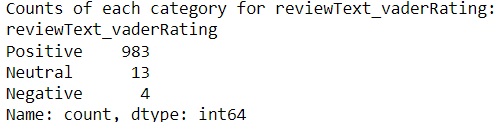 Counts of each category for reviewText_vaderRating:
reviewText_vaderRating
Positive    983
Neutral      13
Negative      4
Name: count, dtype: int64